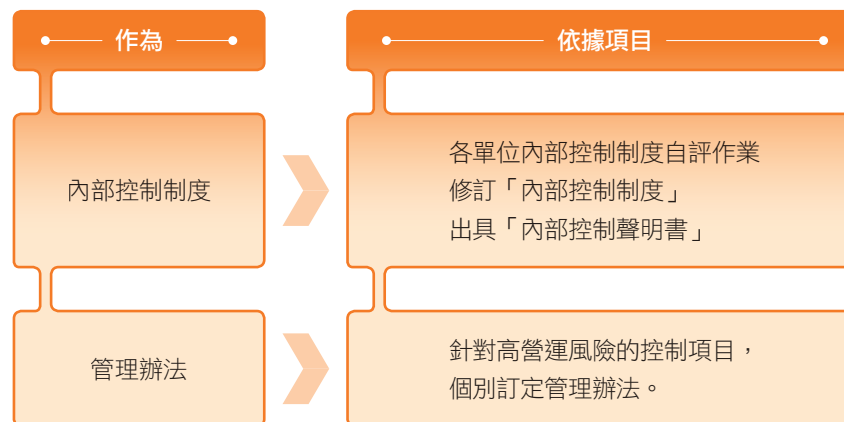 作為
依據項目
內部控制制度
各單位內部控制制度自評作業
修訂「內部控制制度」
出具「內部控制聲明書」
管理辦法
針對高營運風險的控制項目，
個別訂定管理辦法。